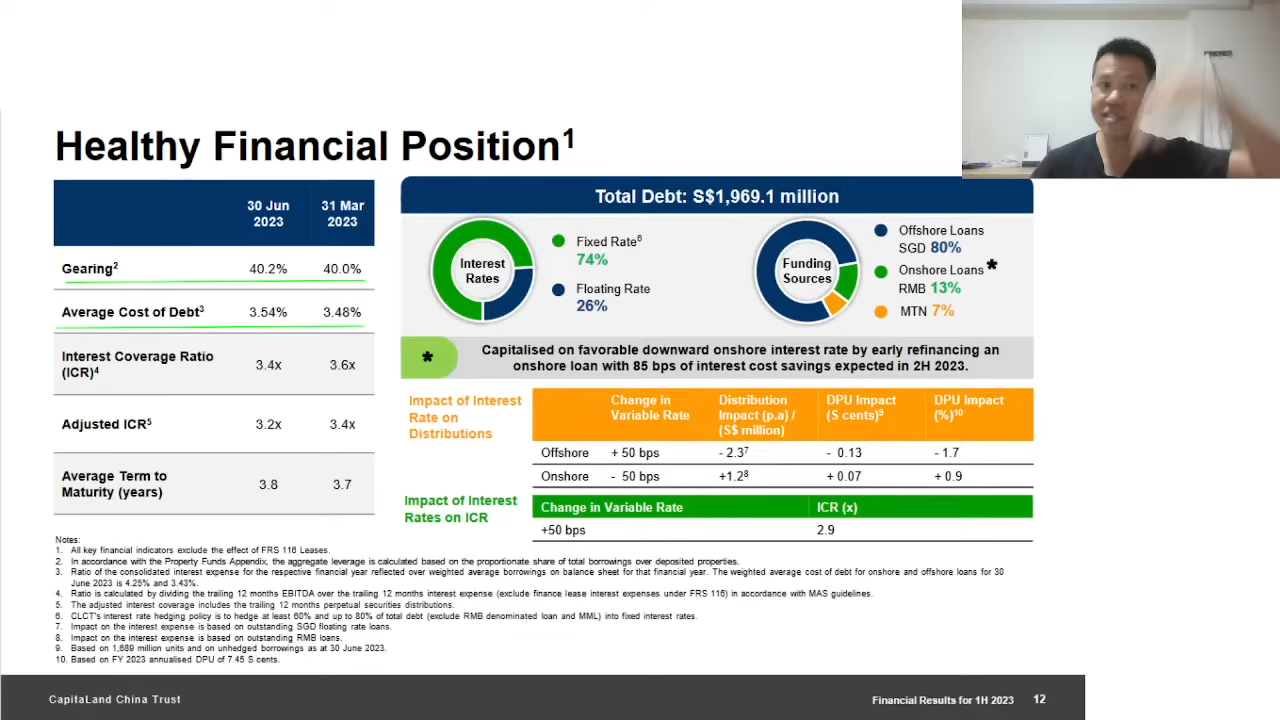 Healthy Financial Position1
30 Jun 2023
31 Mar 2023
Gearing2 40.2% 40.0%
Average Cost of Debt3 3.54% 3.48%
Interest Coverage Ratio (ICR)4 3.4x 3.6x
Adjusted ICR5 3.2x 3.4x
Average Term to Maturity (years) 3.8 3.7
Total Debt: S$1,969.1 million
Interest Rates
Fixed Rate6
74%
Floating Rate
26%
Funding Sources
Offshore Loans
SGD 80%
Onshore Loans *
RMB 13%
MTN 7%
* Capitalised on favorable downward onshore interest rate by early refinancing an
onshore loan with 85 bps of interest cost savings expected in 2H 2023.
Impact of Interest
Rate on
Distributions
Change in Variable Rate
Distribution Impact (p.a) / (S$ million)
DPU Impact (S cents)9
DPU Impact (%)10
Offshore + 50 bps - 2.37 - 0.13 - 1.7
Onshore - 50 bps +1.28 + 0.07 + 0.9
Impact of Interest
Rates on ICR
Change in Variable Rate ICR (x)
+50 bps 2.9
Notes:
1. All key financial indicators exclude the effect of FRS 116 Leases.
2. In accordance with the Property Funds Appendix, the aggregate leverage is calculated based on the proportionate share of total borrowings over deposited properties.
3. Ratio of the consolidated interest expense for the respective financial year reflected over weighted average borrowings on balance sheet for that financial year. The weighted average cost of debt for onshore and offshore loans for 30
June 2023 is 4.25% and 3.43%.
4. Ratio is calculated by dividing the trailing 12 months EBITDA over the trailing 12 months interest expense (exclude finance lease interest expenses under FRS 116) in accordance with MAS guidelines.
5. The adjusted interest coverage includes the trailing 12 months perpetual securities distributions.
6. CLCT's interest rate hedging policy is to hedge at least 60% and up to 80% of total debt (exclude RMB denominated loan and MML) into fixed interest rates.
7. Impact on the interest expense is based on outstanding SGD floating rate loans.
8. Impact on the interest expense is based on outstanding RMB loans.
9. Based on 1,689 million units and on unhedged borrowings as at 30 June 2023.
10. Based on FY 2023 annualised DPU of 7.45 S cents.
CapitaLand China Trust
Financial Results for 1H 2023 12